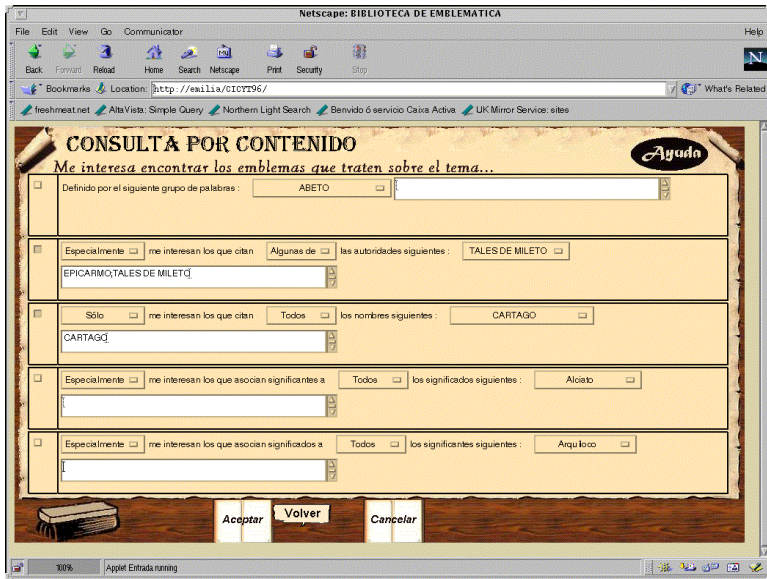 Netscape: BIBLIOTECA DE EMBLEMATICA
File Edit View Go Communicator Help
Back Forward Reload Home Search Netscape Print Security Stop
Bookmarks Location: http://emilia/CICYT96/ What's Related
freshmeat.net AltaVista: Simple Query Northern Light Search Benvido ó servicio Caixa Activa UK Mirror Service: sites
CONSULTA POR CONTENIDO
Ayuda
Me interesa encontrar los emblemas que traten sobre el tema...
Definido por el siguiente grupo de palabras : ABETO
Especialmente me interesan los que citan Algunas de las autoridades siguientes : TALES DE MILETO
EPICARMO;TALES DE MILETO
Sólo me interesan los que citan Todos los nombres siguientes : CARTAGO
CARTAGO
Especialmente me interesan los que asocian significantes a Todos los significados siguientes : Alciato
Especialmente me interesan los que asocian significados a Todos los significantes siguientes : Arquíloco
Aceptar Volver Cancelar
100% Applet Entrada running